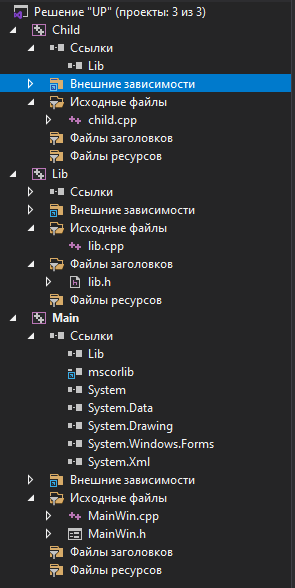 Решение "UP" (проекты: 3 из 3)
Child
Ссылки
Lib
Внешние зависимости
Исходные файлы
child.cpp
Файлы заголовков
Файлы ресурсов
Lib
Ссылки
Внешние зависимости
Исходные файлы
lib.cpp
Файлы заголовков
lib.h
Файлы ресурсов
Main
Ссылки
Lib
mscorlib
System
System.Data
System.Drawing
System.Windows.Forms
System.Xml
Внешние зависимости
Исходные файлы
MainWin.cpp
MainWin.h
Файлы заголовков
Файлы ресурсов